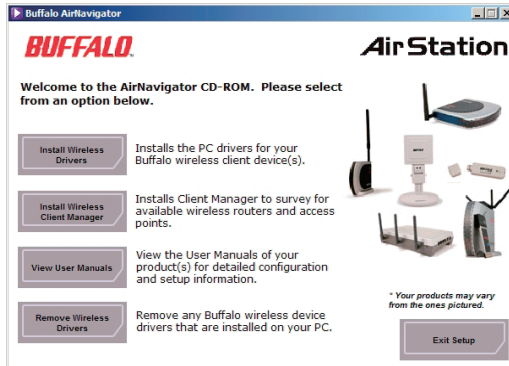 Buffalo AirNavigator
BUFFALO
AirStation
Welcome to the AirNavigator CD-ROM. Please select
from an option below.
Install Wireless
Drivers
Installs the PC drivers for your
Buffalo wireless client device(s).
Install Wireless
Client Manager
Installs Client Manager to survey for
available wireless routers and access
points.
View User Manuals
View the User Manuals of your
product(s) for detailed configuration
and setup information.
Remove Wireless
Drivers
Remove any Buffalo wireless device
drivers that are installed on your PC.
* Your products may vary
from the ones pictured.
Exit Setup